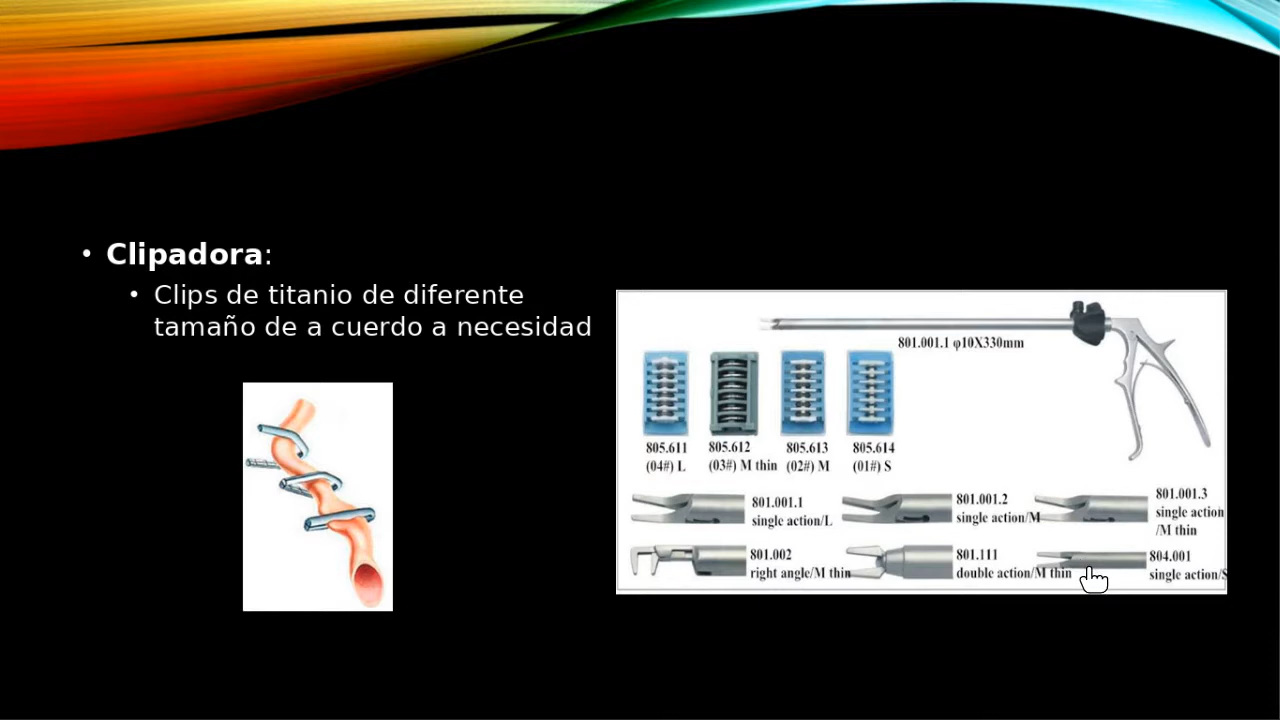 • Clipadora:
• Clips de titanio de diferente
tamaño de a cuerdo a necesidad
801.001.1 φ10X330mm
805.611
(04#) L
805.612
(03#) M thin
805.613
(02#) M
805.614
(01#) S
801.001.1
single action/L
801.001.2
single action/M
801.001.3
single action
/M thin
801.002
right angle/M thin
801.111
double action/M thin
804.001
single action/S